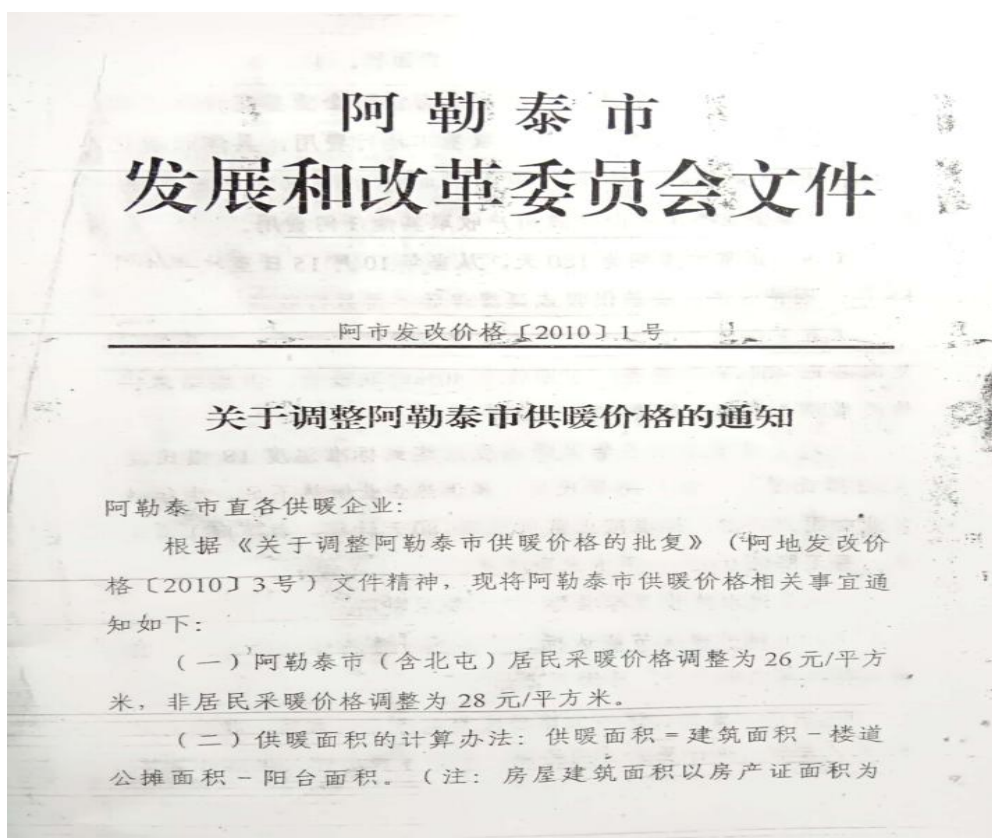 阿勒泰市
发展和改革委员会文件
阿市发改价格〔2010〕1号
关于调整阿勒泰市供暖价格的通知
阿勒泰市直各供暖企业:
根据《关于调整阿勒泰市供暖价格的批复》(阿地发改价
格〔2010〕3号)文件精神，现将阿勒泰市供暖价格相关事宜通
知如下:
(一)阿勒泰市(含北屯)居民采暖价格调整为26元/平方
米，非居民采暖价格调整为28元/平方米。
(二)供暖面积的计算办法: 供暖面积=建筑面积-楼道
公摊面积-阳台面积。(注: 房屋建筑面积以房产证面积为